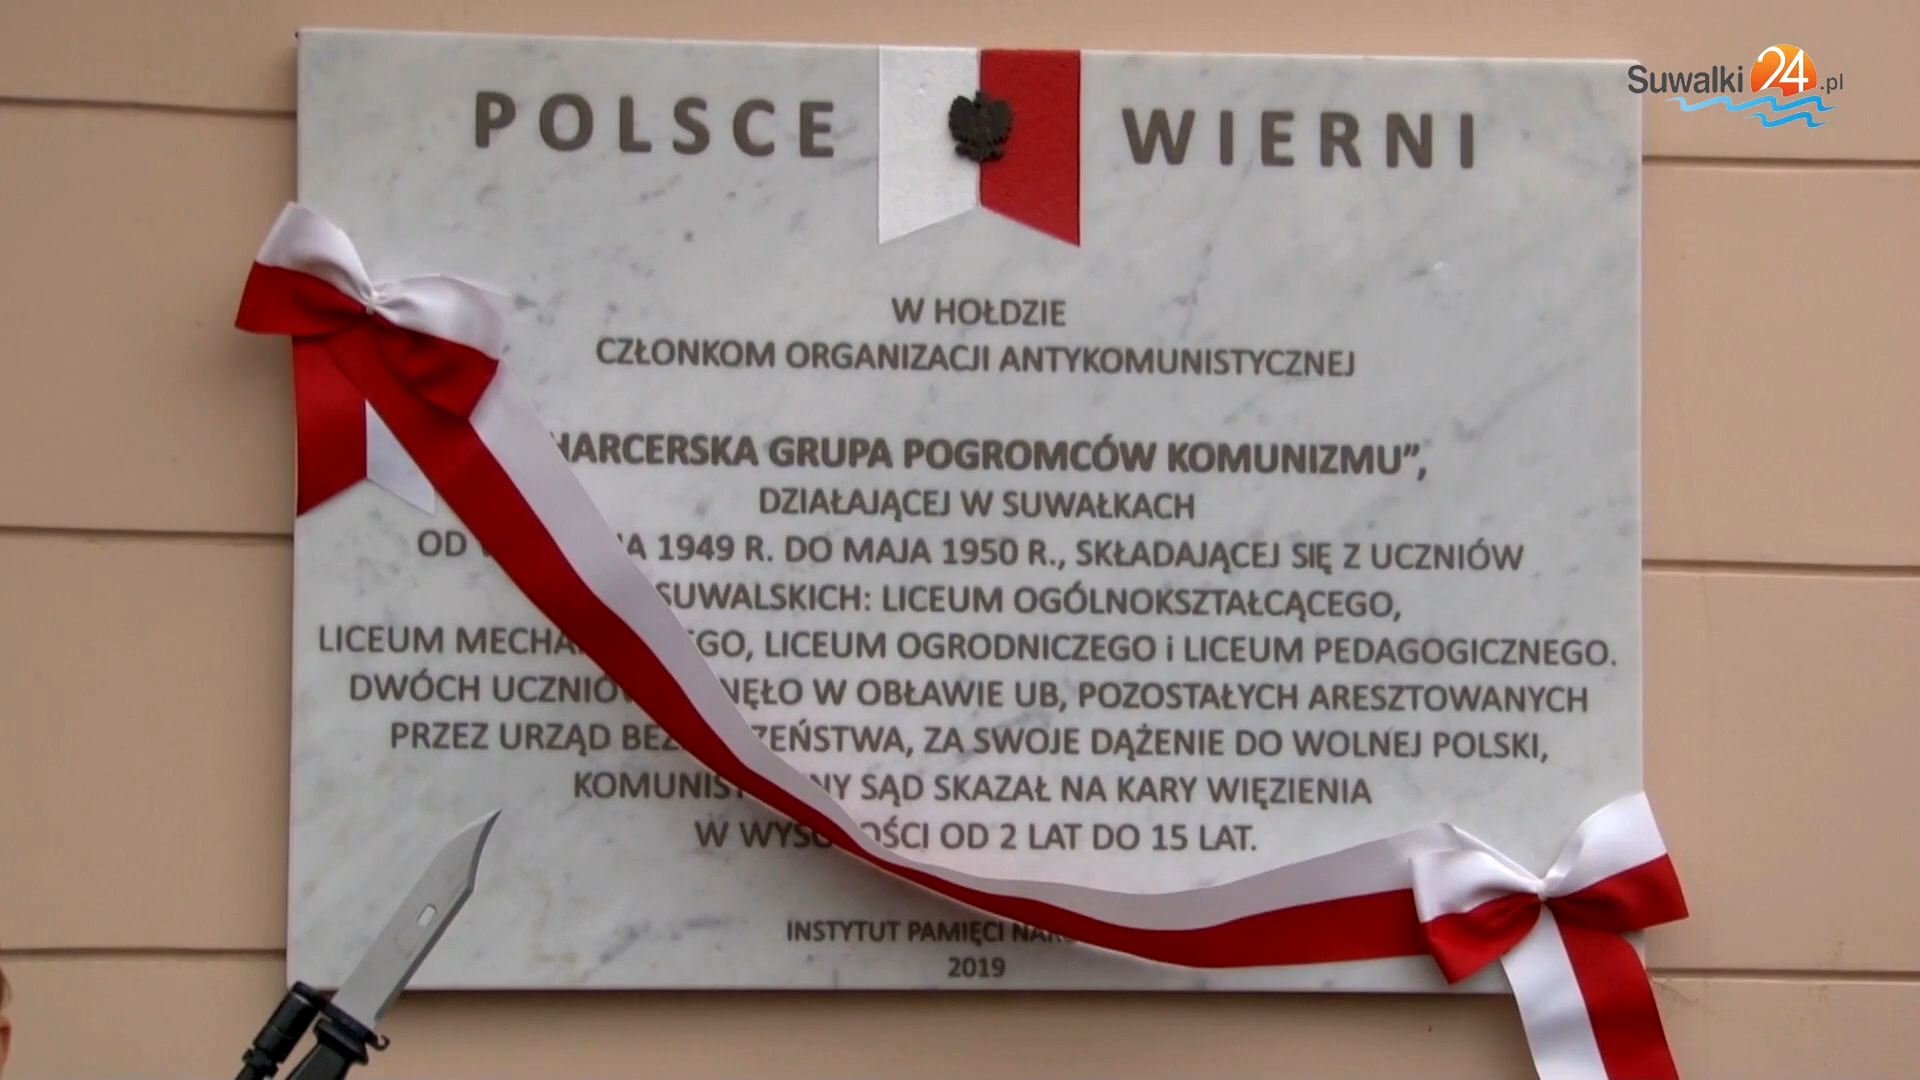 Suwalki 24 .pl
POLSCE WIERNI
W HOŁDZIE
CZŁONKOM ORGANIZACJI ANTYKOMUNISTYCZNEJ
HARCERSKA GRUPA POGROMCÓW KOMUNIZMU”,
DZIAŁAJĄCEJ W SUWAŁKACH
OD 1949 R. DO MAJA 1950 R., SKŁADAJĄCEJ SIĘ Z UCZNIÓW
SUWALSKICH: LICEUM OGÓLNOKSZTAŁCĄCEGO,
LICEUM LICEUM OGRODNICZEGO i LICEUM PEDAGOGICZNEGO.
DWÓCH W OBŁAWIE UB, POZOSTAŁYCH ARESZTOWANYCH
PRZEZ URZĄD ZA SWOJE DĄŻENIE DO WOLNEJ POLSKI,
SĄD SKAZAŁ NA KARY WIĘZIENIA
W OD 2 LAT DO 15 LAT.
INSTYTUT PAMIĘCI
2019